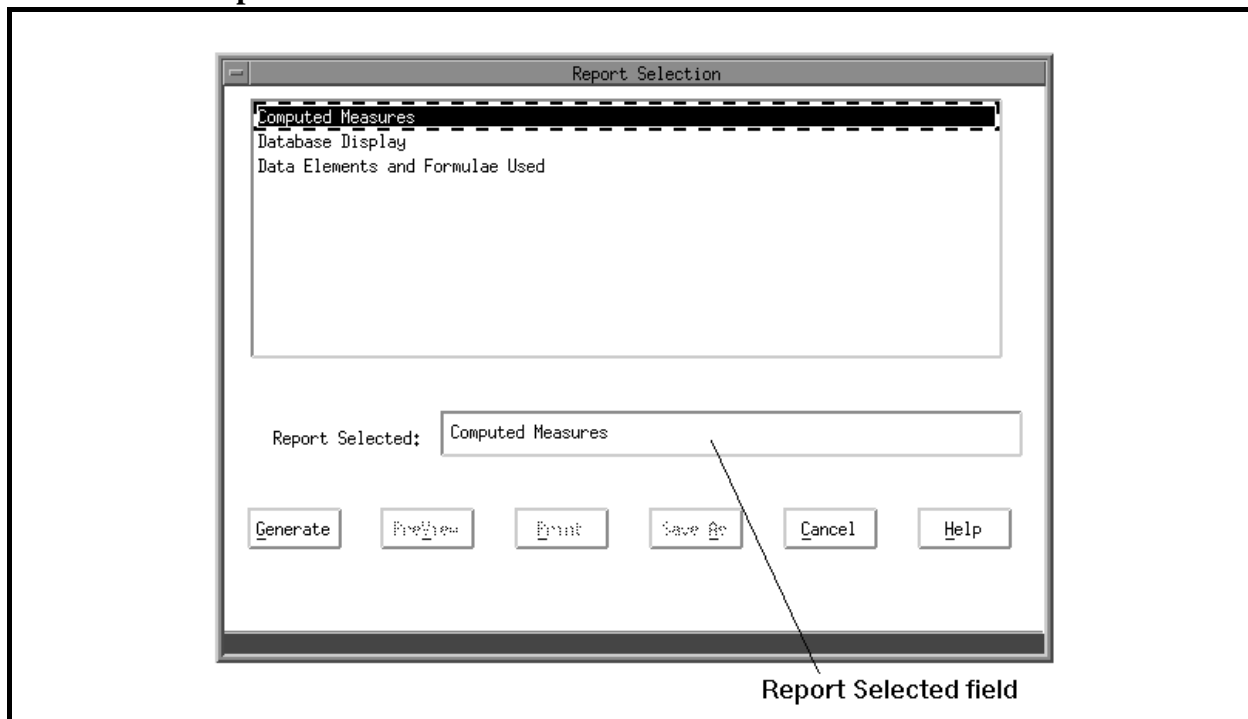 Report Selection
Computed Measures
Database Display
Data Elements and Formulae Used
Report Selected: Computed Measures
Generate PreView Print Save As Cancel Help
Report Selected field